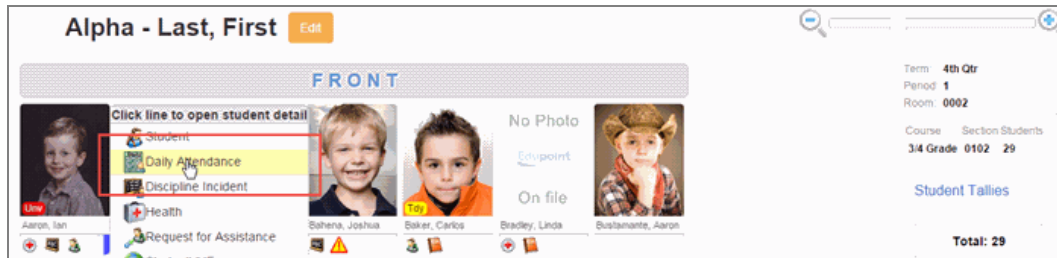 Alpha - Last, First
Edit
FRONT
Term: 4th Qtr
Period 1
Room: 0002
Course Section Students
3/4 Grade 0102 29
Student Tallies
Total: 29
Click line to open student detail
Student
Daily Attendance
Discipline Incident
Health
Request for Assistance
No Photo
Edupoint
On file
Unv
Tdy
Aaron, Ian
Bahena, Joshua
Baker, Carlos
Bradley, Linda
Bustamante, Aaron